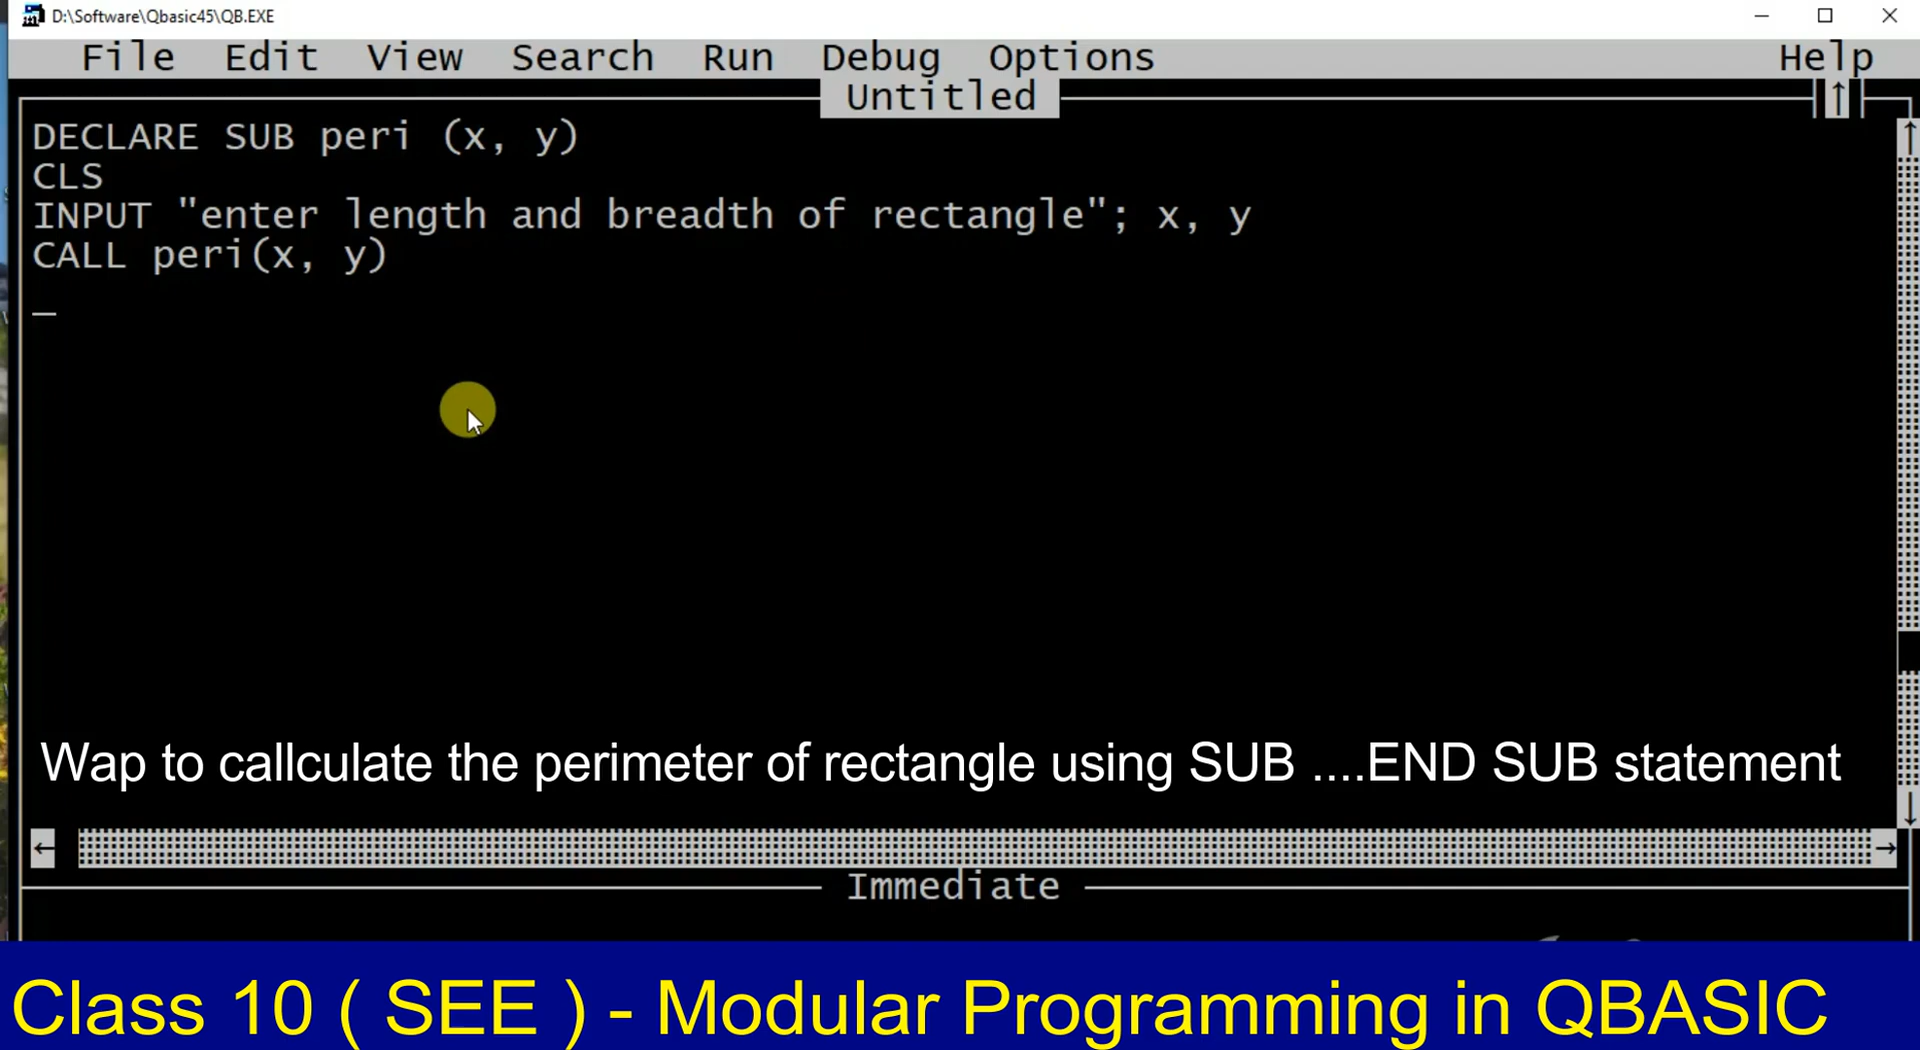 D:\Software\Qbasic45\QB.EXE
File Edit View Search Run Debug Options Help
Untitled
DECLARE SUB peri (x, y)
CLS
INPUT "enter length and breadth of rectangle"; x, y
CALL peri(x, y)
Wap to callculate the perimeter of rectangle using SUB ....END SUB statement
Immediate
Class 10 ( SEE ) - Modular Programming in QBASIC